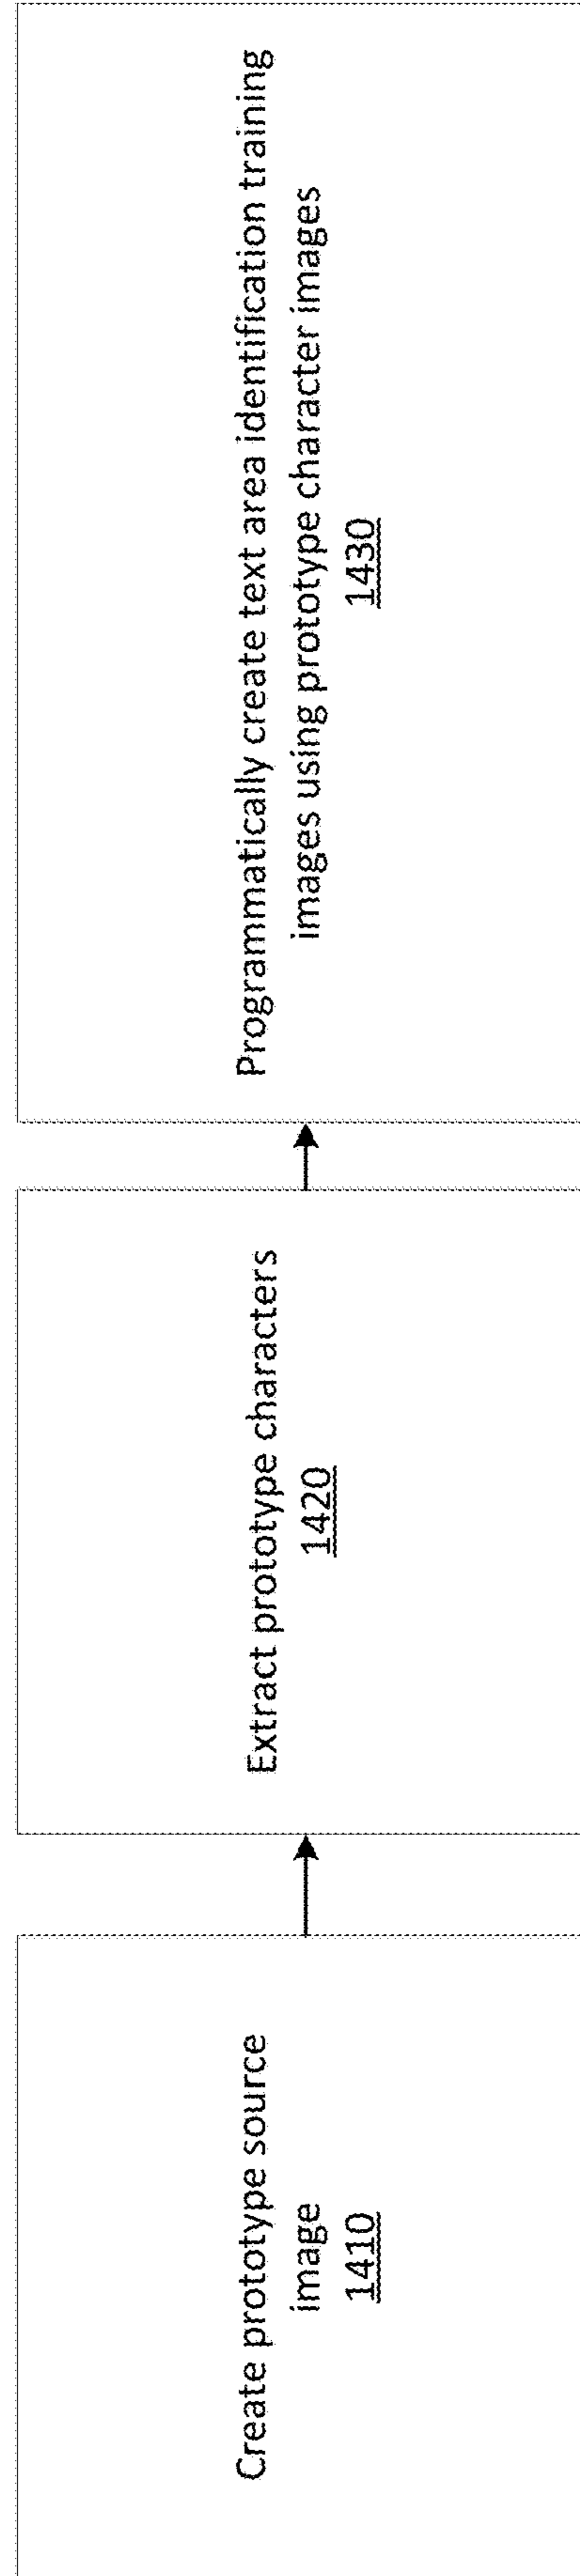 Create prototype source
image
1410
Extract prototype characters
1420
Programmatically create text area identification training
images using prototype character images
1430